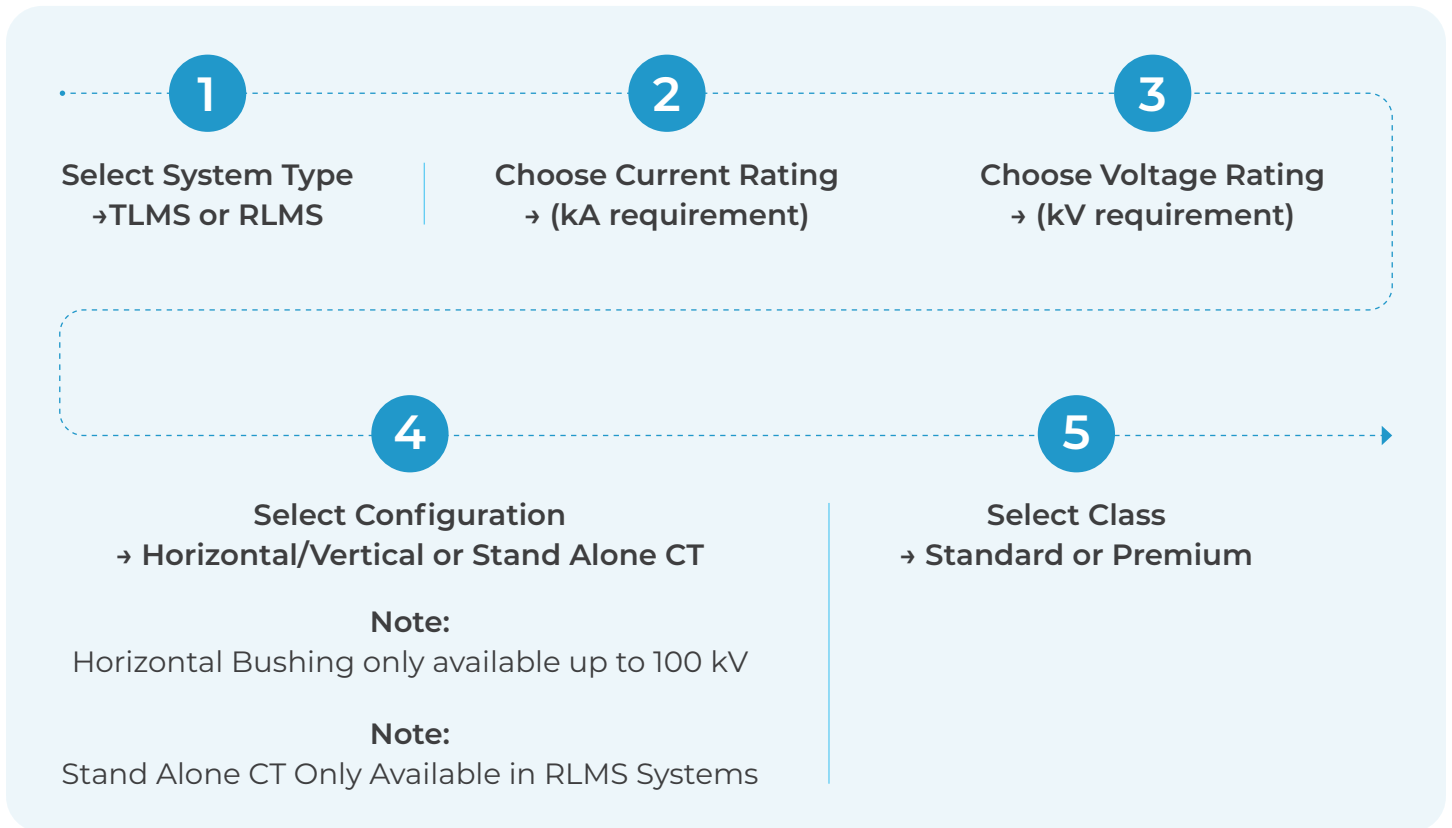 1
Select System Type
→TLMS or RLMS
2
Choose Current Rating
→ (kA requirement)
3
Choose Voltage Rating
→ (kV requirement)
4
Select Configuration
→ Horizontal/Vertical or Stand Alone CT
Note:
Horizontal Bushing only available up to 100 kV
Note:
Stand Alone CT Only Available in RLMS Systems
5
Select Class
→ Standard or Premium